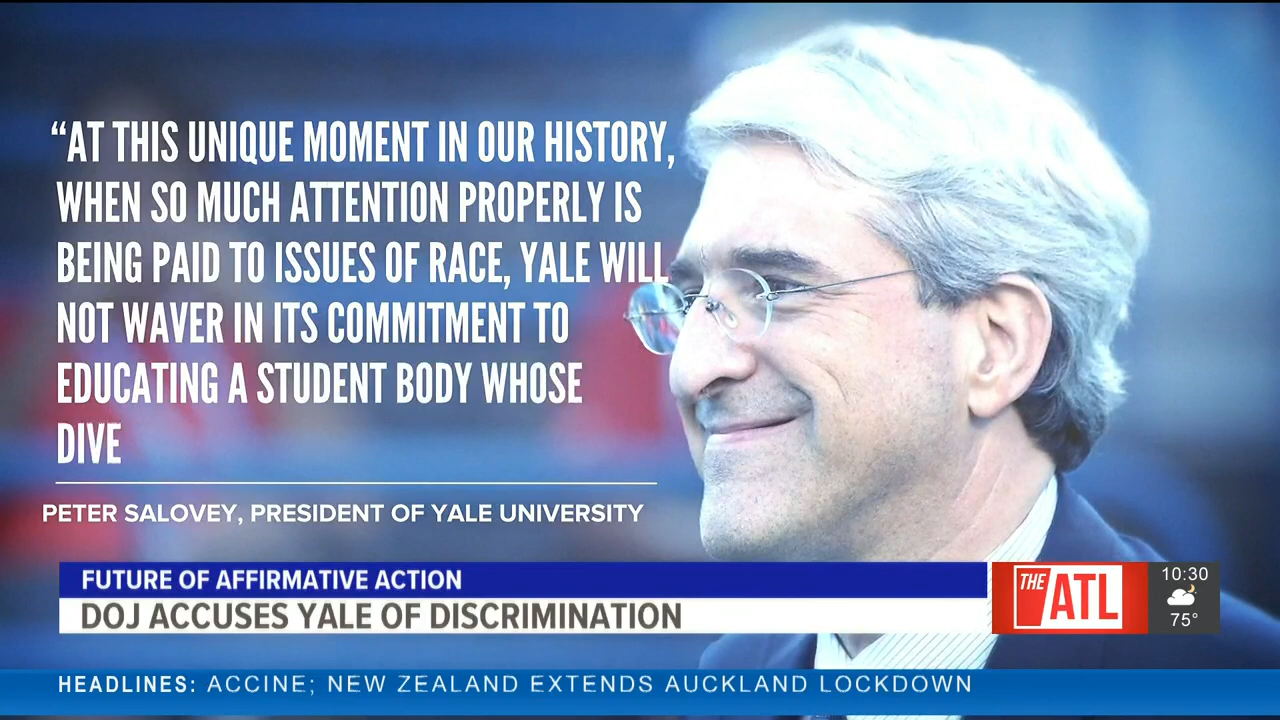 “AT THIS UNIQUE MOMENT IN OUR HISTORY,
WHEN SO MUCH ATTENTION PROPERLY IS
BEING PAID TO ISSUES OF RACE, YALE WILL
NOT WAVER IN ITS COMMITMENT TO
EDUCATING A STUDENT BODY WHOSE
DIVE
PETER SALOVEY, PRESIDENT OF YALE UNIVERSITY
FUTURE OF AFFIRMATIVE ACTION
DOJ ACCUSES YALE OF DISCRIMINATION
THE ATL
10:30
75°
HEADLINES: ACCINE; NEW ZEALAND EXTENDS AUCKLAND LOCKDOWN